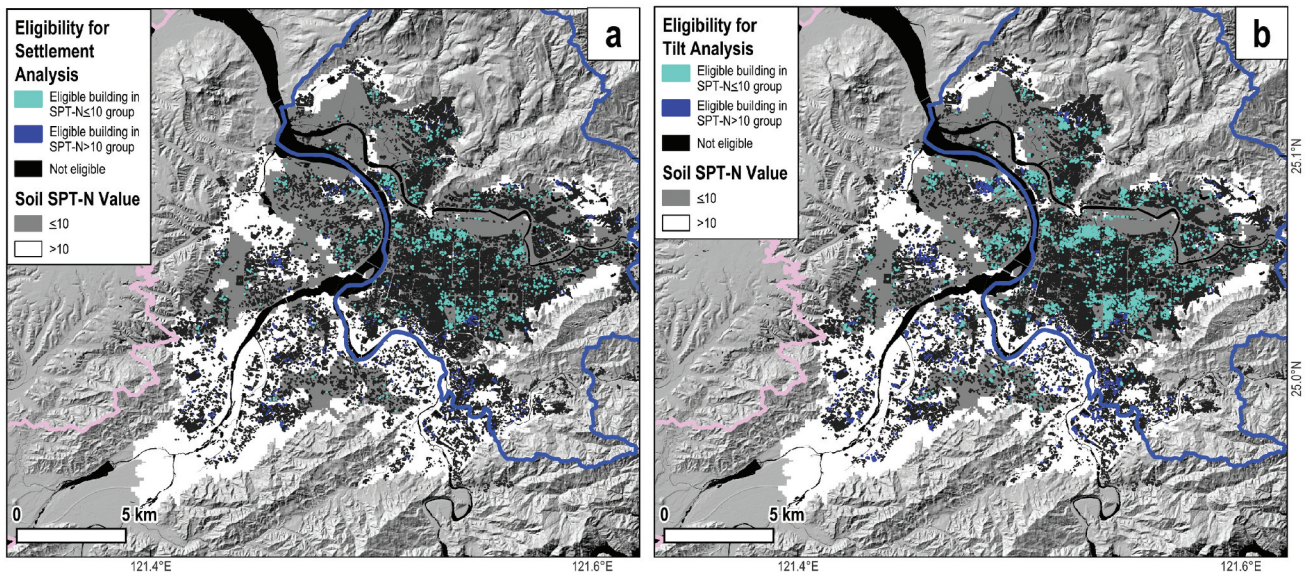 Eligibility for
Settlement
Analysis
Eligible building in
SPT-N≤10 group
Eligible building in
SPT-N>10 group
Not eligible
Soil SPT-N Value
≤10
>10
a
5 km
121.4°E
121.6°E
Eligibility for
Tilt Analysis
Eligible building in
SPT-N≤10 group
Eligible building in
SPT-N>10 group
Not eligible
Soil SPT-N Value
≤10
>10
b
25.1°N
25.0°N
5 km
121.4°E
121.6°E